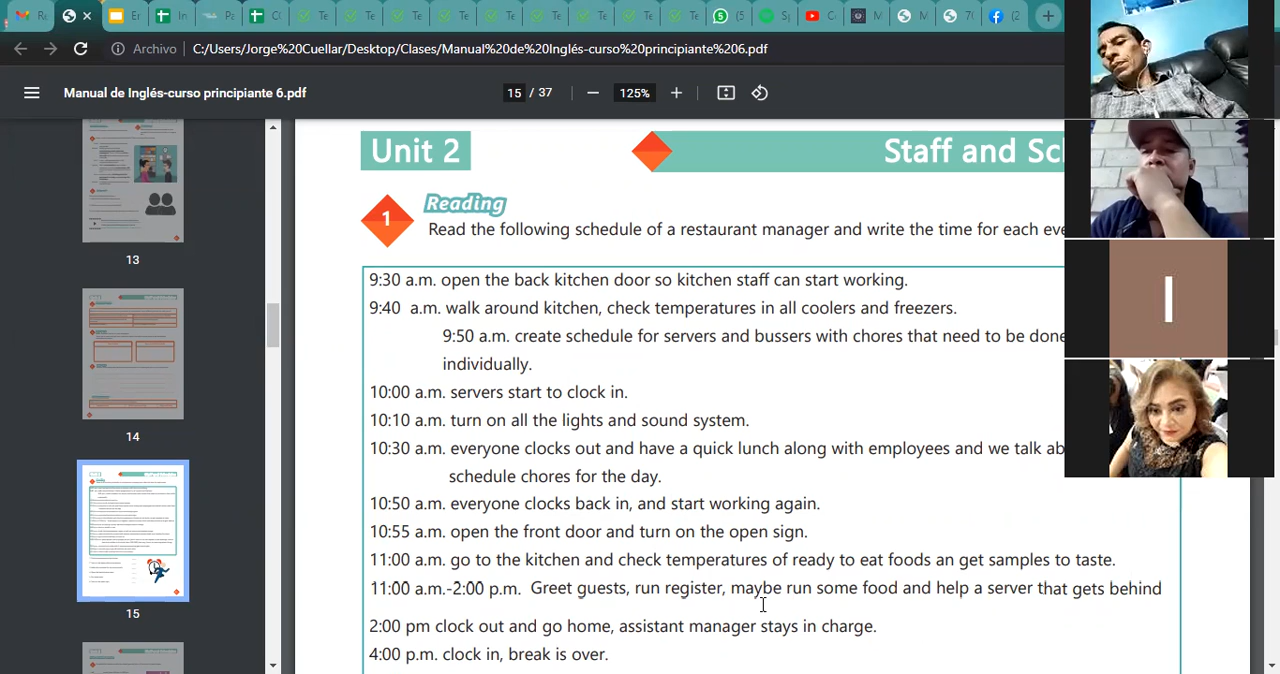 Archivo C:/Users/Jorge%20Cuellar/Desktop/Clases/Manual%20de%20Inglés-curso%20principiante%206.pdf
Manual de Inglés-curso principiante 6.pdf
15 / 37
125%
13
14
15
Unit 2
Staff and Sc
1
Reading
Read the following schedule of a restaurant manager and write the time for each eve
9:30 a.m. open the back kitchen door so kitchen staff can start working.
9:40 a.m. walk around kitchen, check temperatures in all coolers and freezers.
9:50 a.m. create schedule for servers and bussers with chores that need to be done
individually.
10:00 a.m. servers start to clock in.
10:10 a.m. turn on all the lights and sound system.
10:30 a.m. everyone clocks out and have a quick lunch along with employees and we talk ab
schedule chores for the day.
10:50 a.m. everyone clocks back in, and start working again.
10:55 a.m. open the front door and turn on the open sign.
11:00 a.m. go to the kitchen and check temperatures of ready to eat foods an get samples to taste.
11:00 a.m.-2:00 p.m. Greet guests, run register, maybe run some food and help a server that gets behind
2:00 pm clock out and go home, assistant manager stays in charge.
4:00 p.m. clock in, break is over.
I